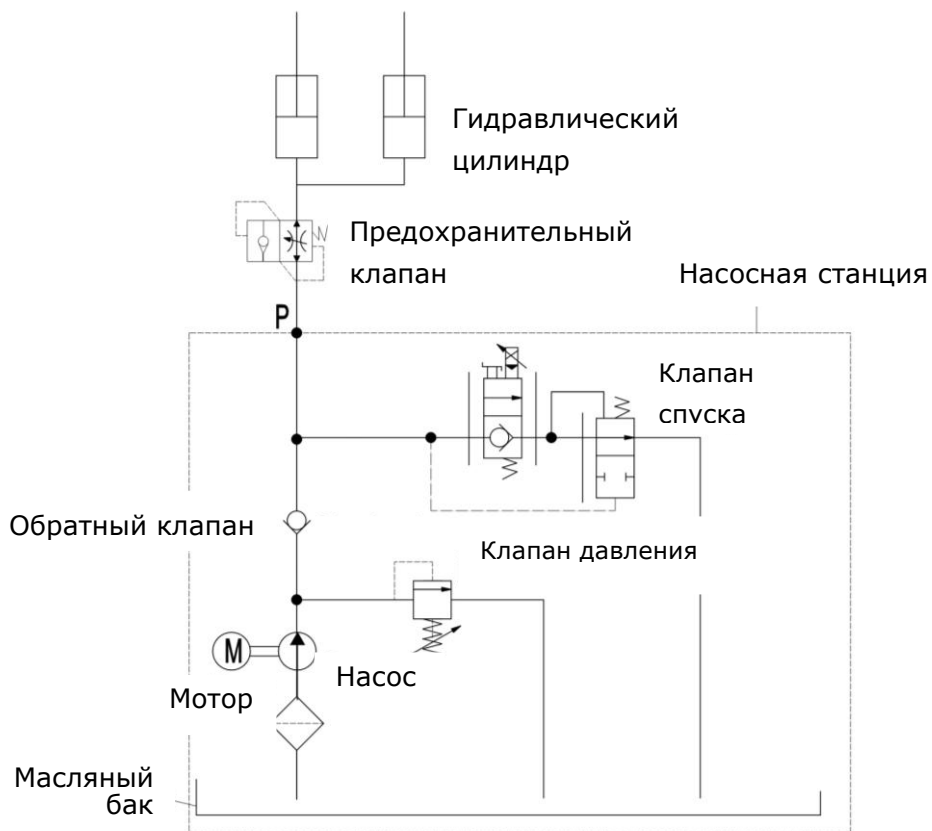 Гидравлический
цилиндр
Предохранительный
клапан
Насосная станция
P
Клапан
спуска
Обратный клапан
Клапан давления
M
Насос
Мотор
Масляный
бак